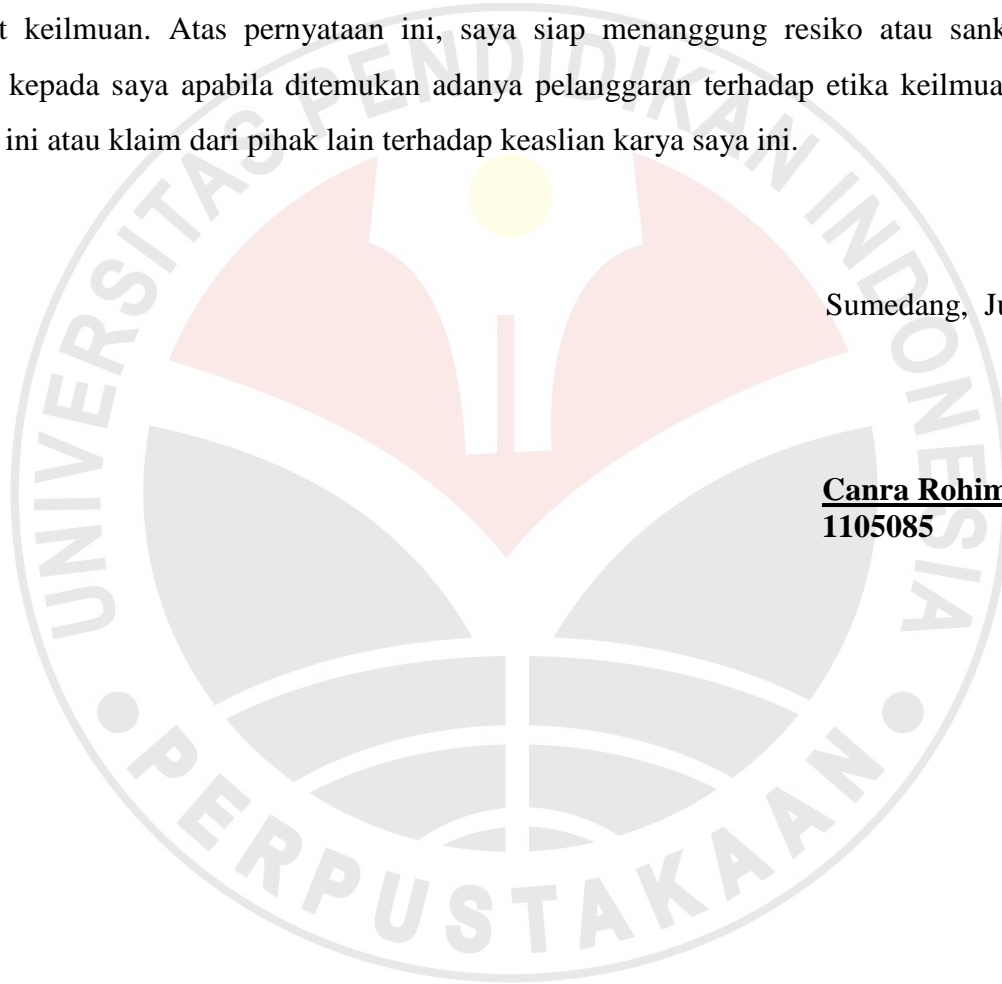 t keilmuan. Atas pernyataan ini, saya siap menanggung resiko atau sank
kepada saya apabila ditemukan adanya pelanggaran terhadap etika keilmua
ini atau klaim dari pihak lain terhadap keaslian karya saya ini.
Sumedang, Ju
Canra Rohim
1105085
UNIVERSITAS PENDIDIKAN INDONESIA
PERPUSTAKAAN